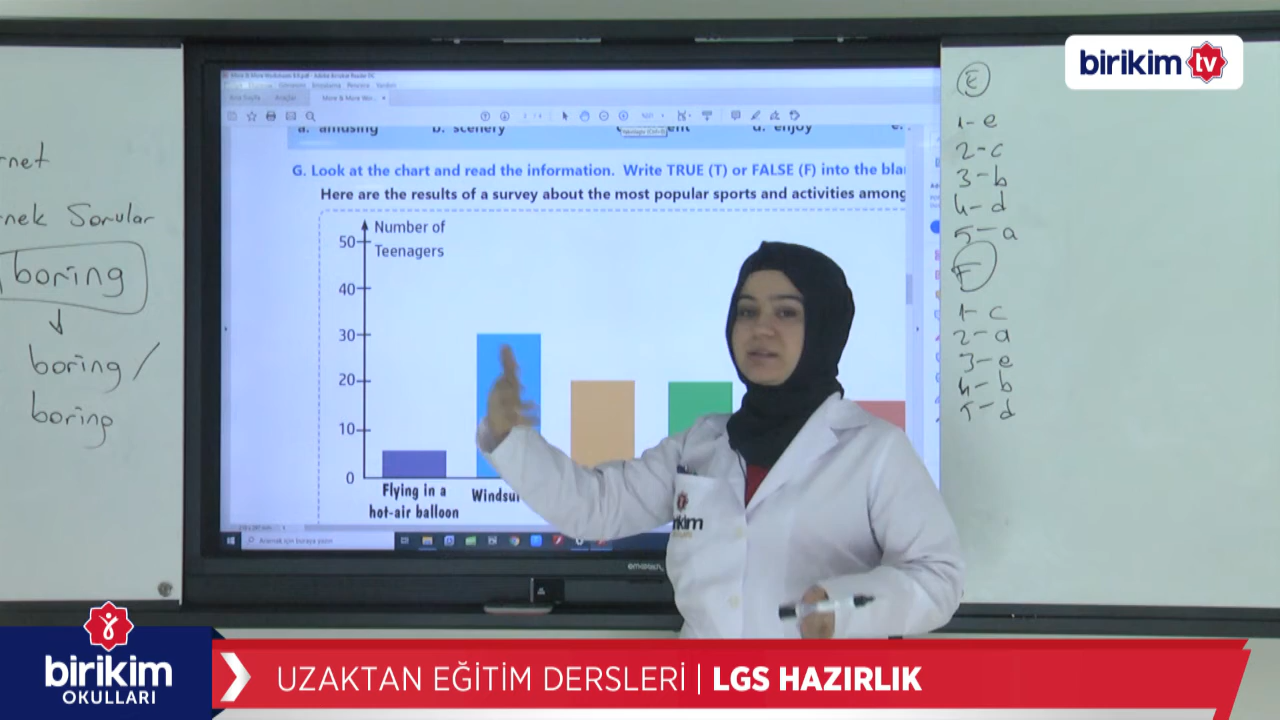 birikim tv
rnet
rnek Sorular
boring
boring /
boring
a. amusing b. scenery d. enjoy e.
G. Look at the chart and read the information. Write TRUE (T) or FALSE (F) into the bla
Here are the results of a survey about the most popular sports and activities among
Number of
Teenagers
50
40
30
20
10
0
Flying in a
hot-air balloon
Windsu
rikim
E
1-e
2-c
3-b
4-d
5-a
F
1-c
2-a
3-e
4-b
5-d
birikim
OKULLARI
UZAKTAN EĞİTİM DERSLERİ | LGS HAZIRLIK